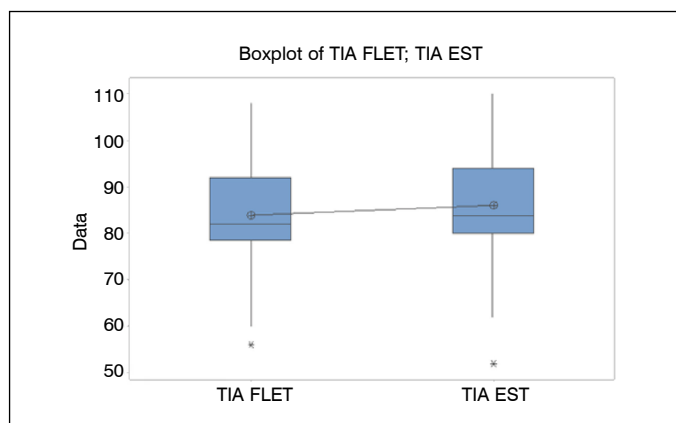 Boxplot of TIA FLET; TIA EST
110
100
90
80
70
60
50
Data
TIA FLET
TIA EST